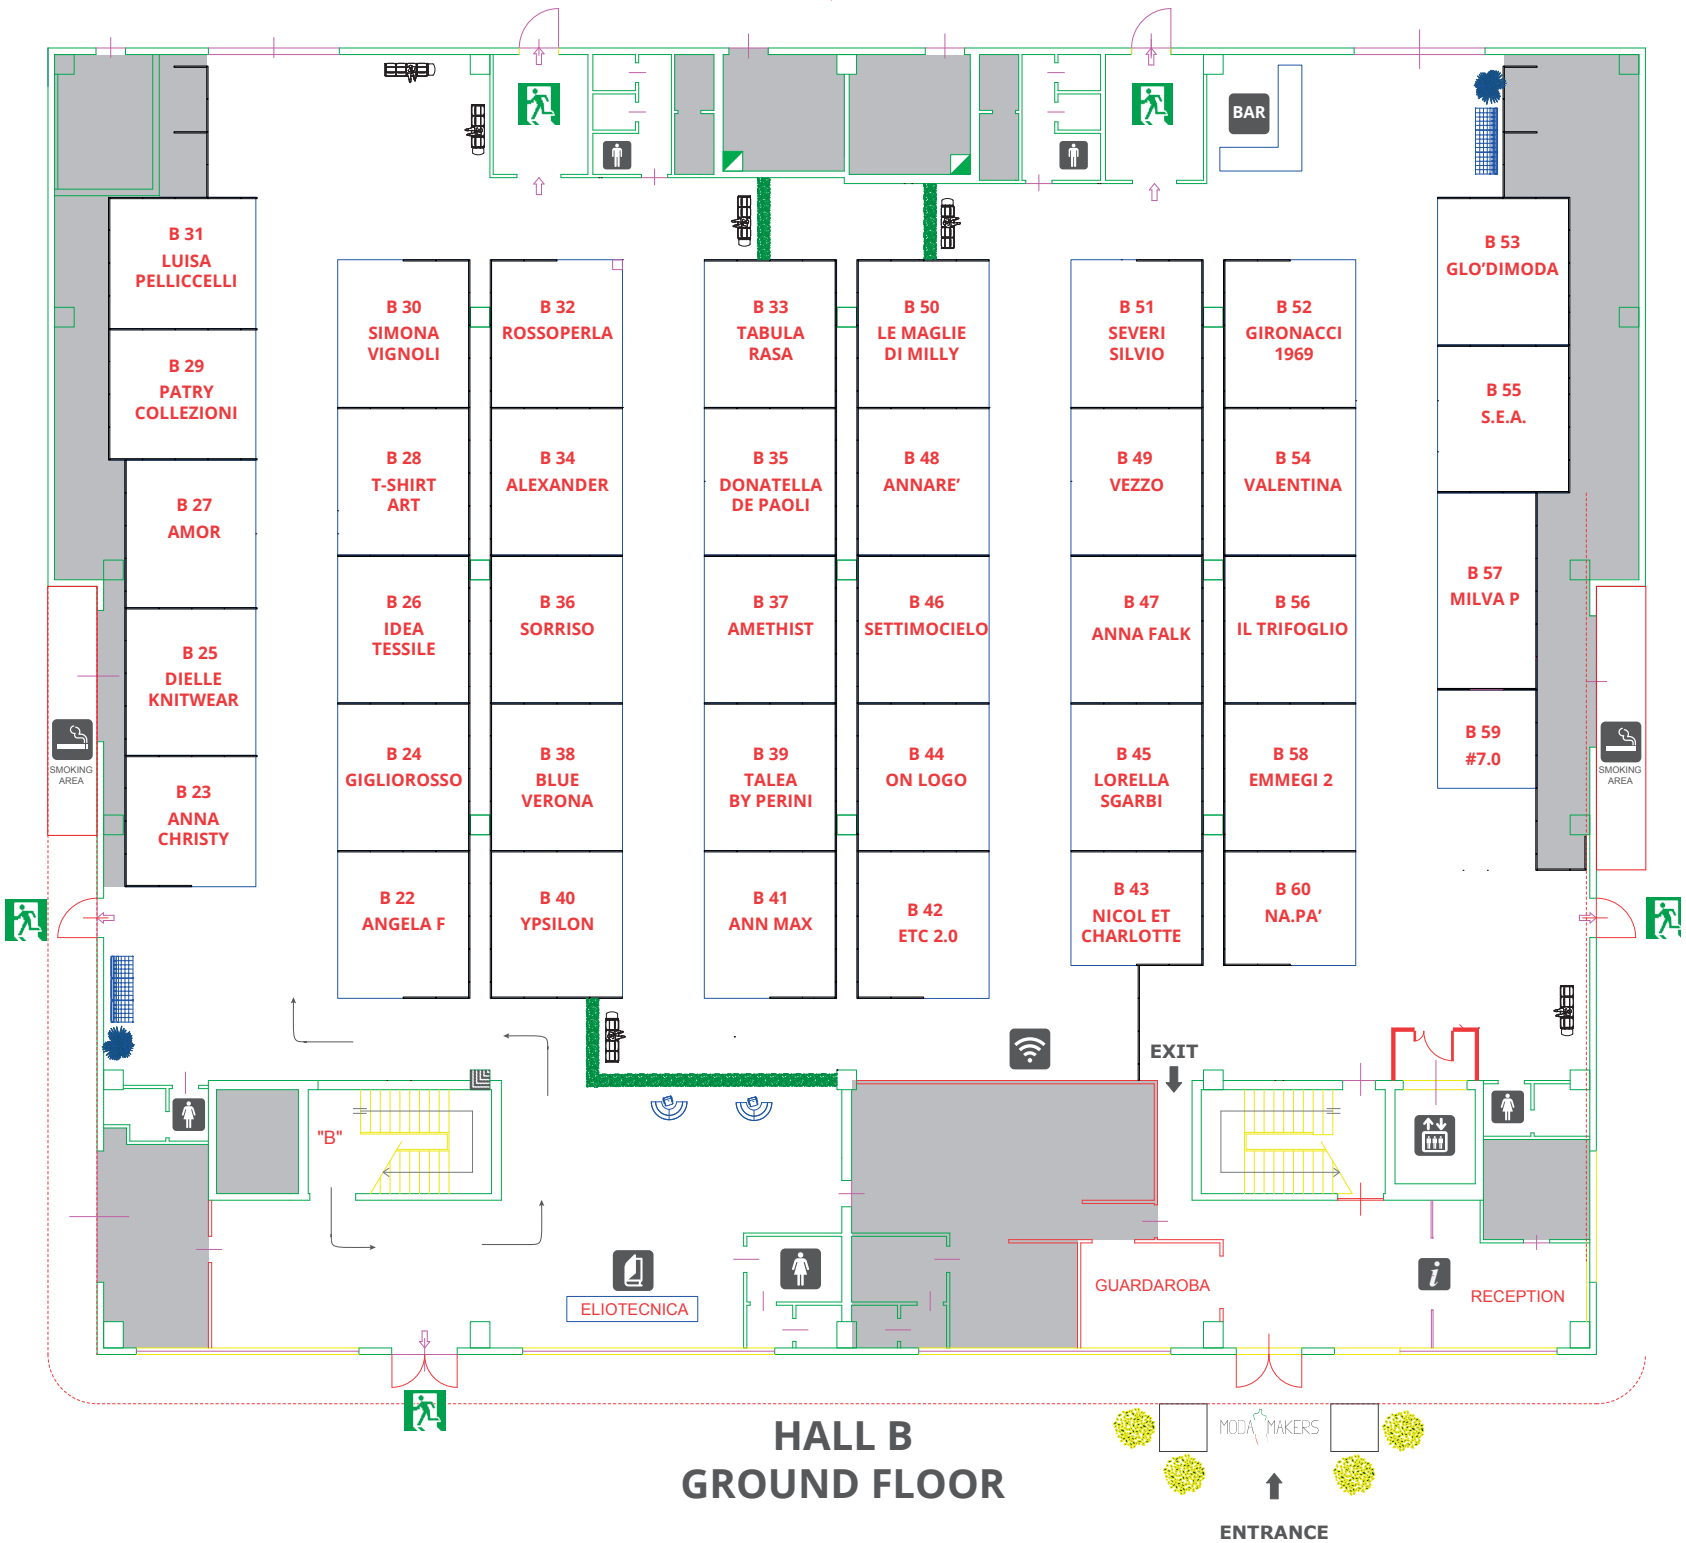 BAR
B 31
LUISA
PELLICCELLI
B 29
PATRY
COLLEZIONI
B 27
AMOR
B 25
DIELLE
KNITWEAR
B 23
ANNA
CHRISTY
B 30
SIMONA
VIGNOLI
B 28
T-SHIRT
ART
B 26
IDEA
TESSILE
B 24
GIGLIOROSSO
B 22
ANGELA F
B 32
ROSSOPERLA
B 34
ALEXANDER
B 36
SORRISO
B 38
BLUE
VERONA
B 40
YPSILON
B 33
TABULA
RASA
B 35
DONATELLA
DE PAOLI
B 37
AMETHIST
B 39
TALEA
BY PERINI
B 41
ANN MAX
B 50
LE MAGLIE
DI MILLY
B 48
ANNARE'
B 46
SETTIMOCIELO
B 44
ON LOGO
B 42
ETC 2.0
B 51
SEVERI
SILVIO
B 49
VEZZO
B 47
ANNA FALK
B 45
LORELLA
SGARBI
B 43
NICOL ET
CHARLOTTE
B 52
GIRONACCI
1969
B 54
VALENTINA
B 56
IL TRIFOGLIO
B 58
EMMEGI 2
B 60
NA.PA'
B 53
GLO'DIMODA
B 55
S.E.A.
B 57
MILVA P
B 59
#7.0
SMOKING
AREA
SMOKING
AREA
EXIT
"B"
ELIOTECNICA
GUARDAROBA
i
RECEPTION
HALL B
GROUND FLOOR
MODA MAKERS
ENTRANCE